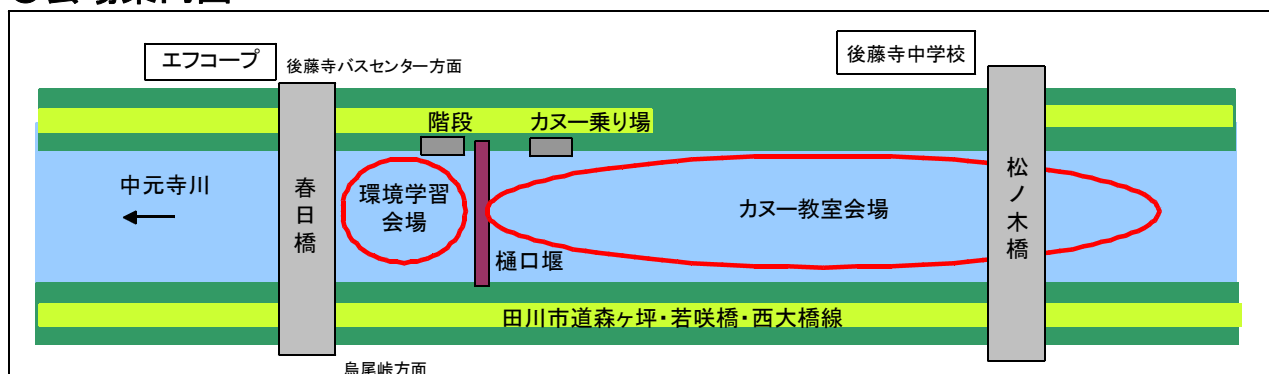 エフコープ
後藤寺バスセンター方面
後藤寺中学校
階段
カヌー乗り場
中元寺川
春日橋
環境学習
会場
カヌー教室会場
松ノ木橋
樋口堰
田川市道森ヶ坪・若咲橋・西大橋線
烏尾峠方面